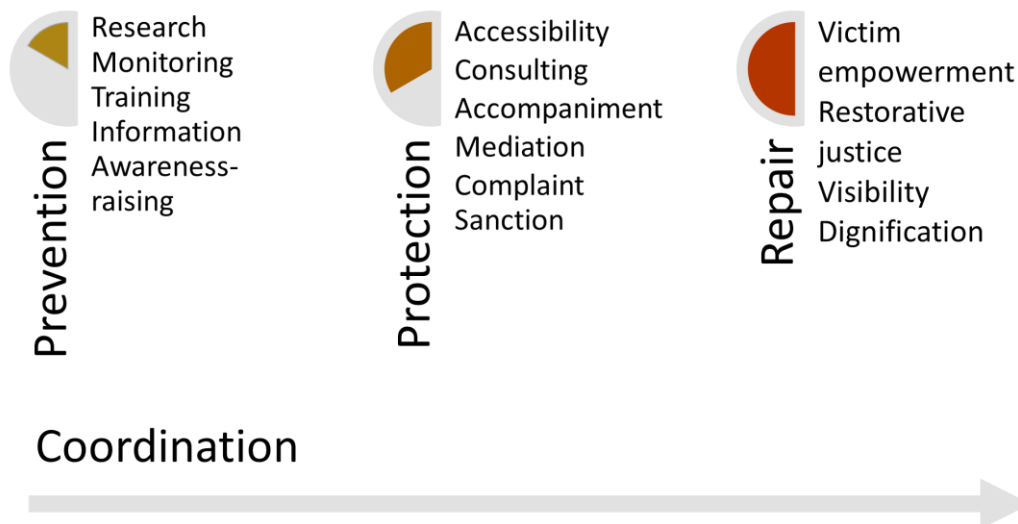 Prevention
Research
Monitoring
Training
Information
Awareness-
raising
Protection
Accessibility
Consulting
Accompaniment
Mediation
Complaint
Sanction
Repair
Victim
empowerment
Restorative
justice
Visibility
Dignification
Coordination